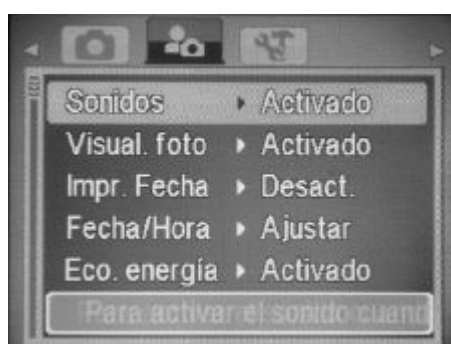 Sonidos Activado
Visual. foto Activado
Impr. Fecha Desact.
Fecha/Hora Ajustar
Eco. energía Activado
Para activar el sonido cuand